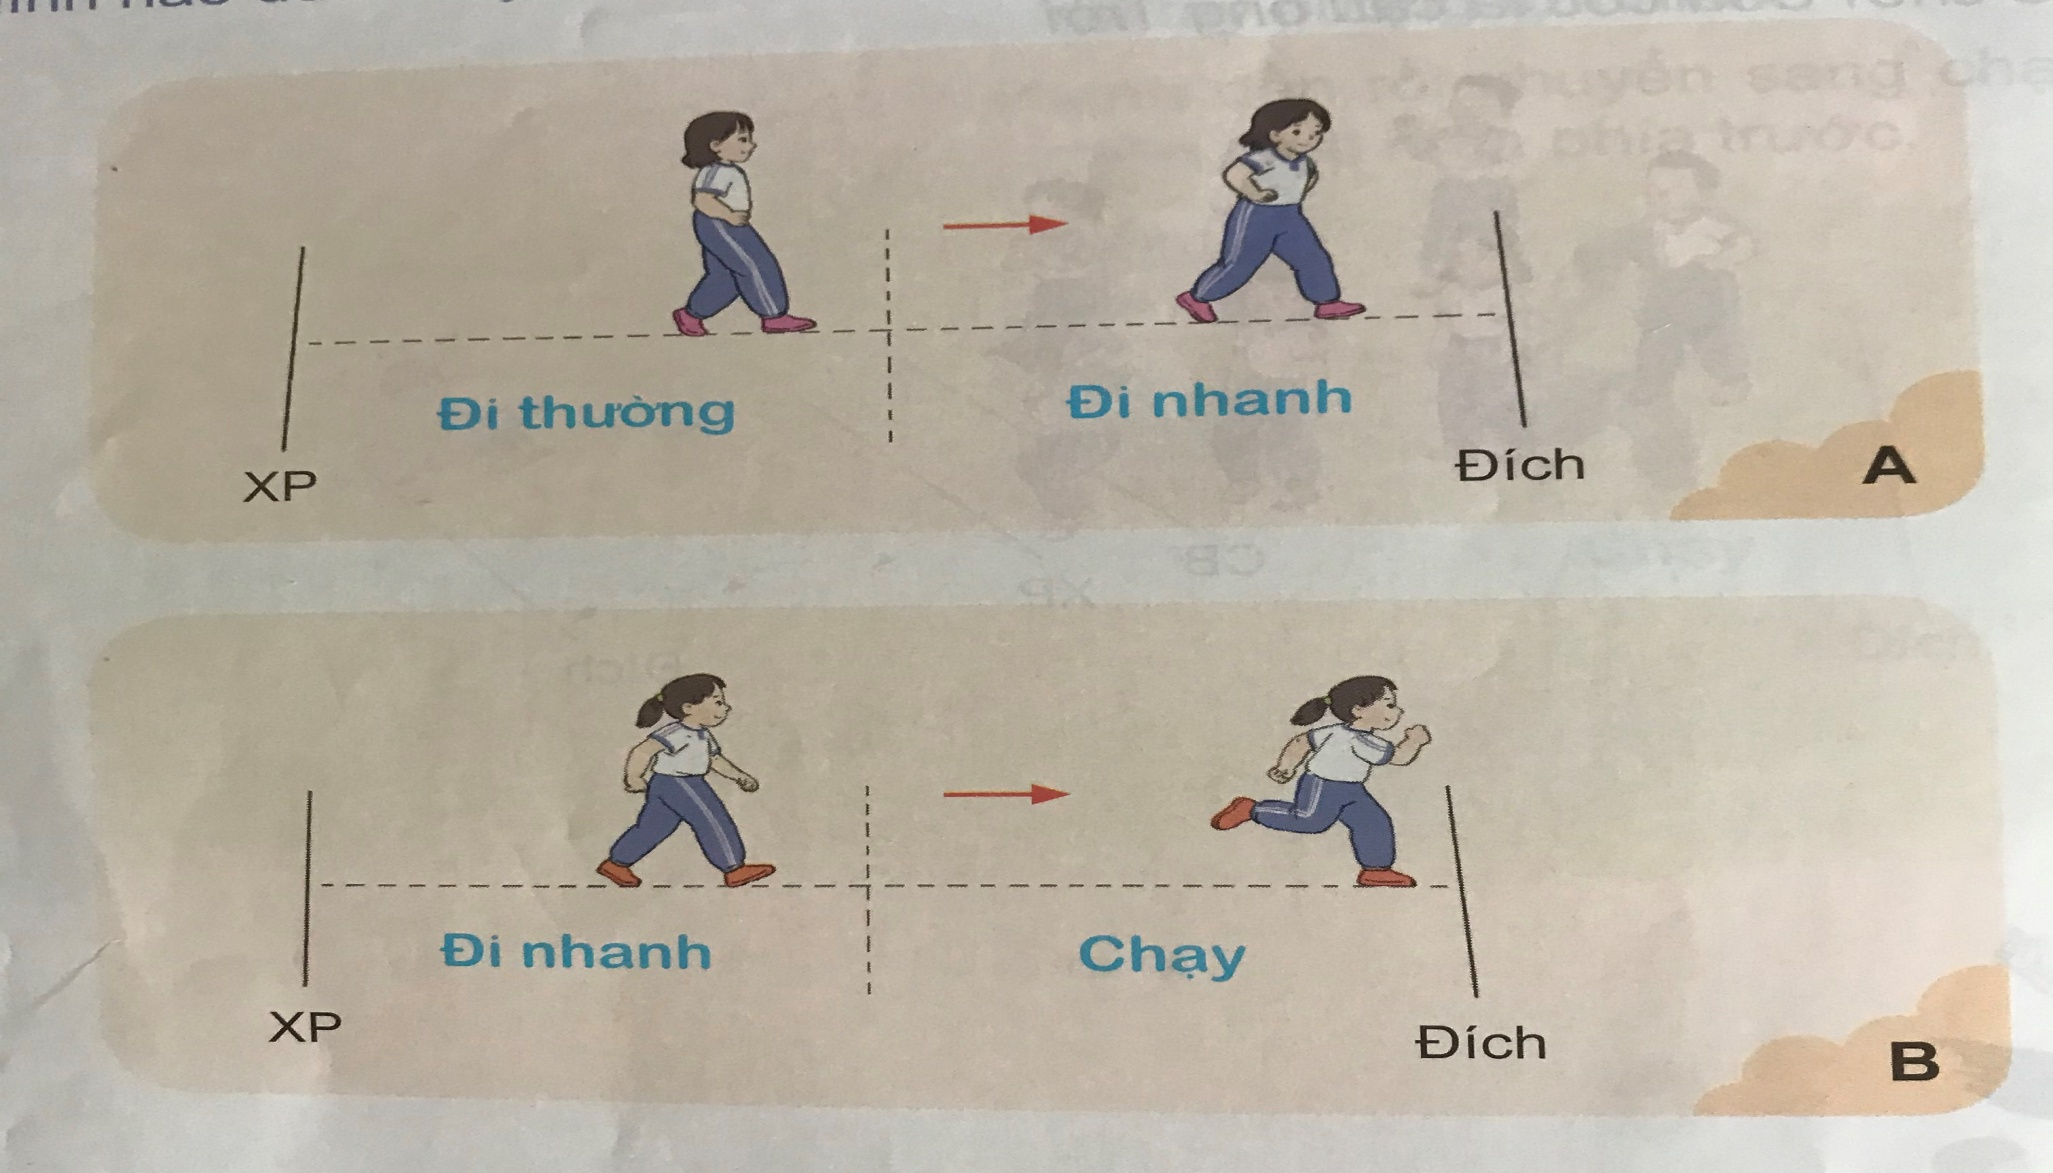 Đi thường
Đi nhanh
XP
Đích
A
Đi nhanh
Chạy
XP
Đích
B